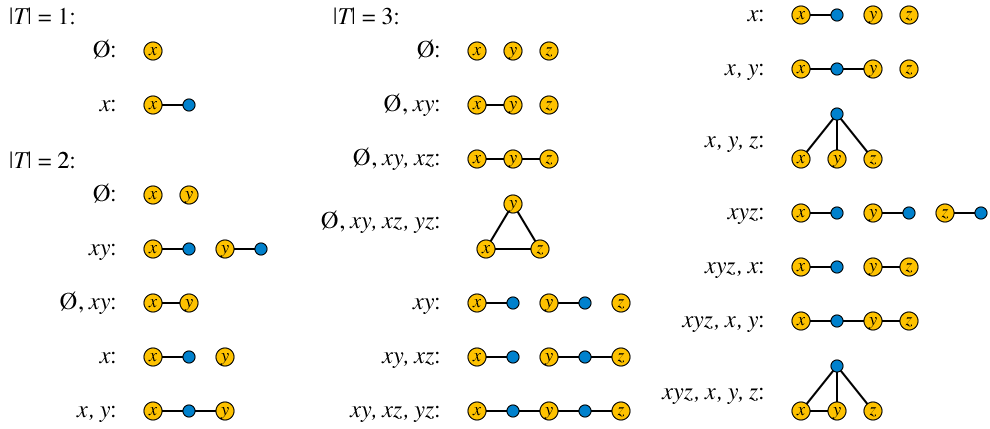 |T| = 1:
Ø: x
x: x
|T| = 2:
Ø: x y
xy: x y
Ø, xy: x y
x: x y
x, y: x y
|T| = 3:
Ø: x y z
Ø, xy: x y z
Ø, xy, xz: x y z
y
Ø, xy, xz, yz:
x z
xy: x y z
xy, xz: x y z
xy, xz, yz: x y z
x: x y z
x, y: x y z
x, y, z:
x y z
xyz: x y z
xyz, x: x y z
xyz, x, y: x y z
xyz, x, y, z:
x y z